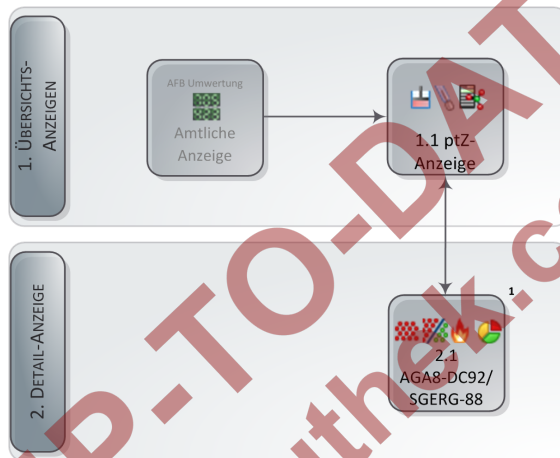 1. ÜBERSICHTS-
ANZEIGEN
AFB Umwertung
Amtliche
Anzeige
1.1 ptZ-
Anzeige
2. DETAIL-ANZEIGE
1
2.1
AGA8-DC92/
SGERG-88